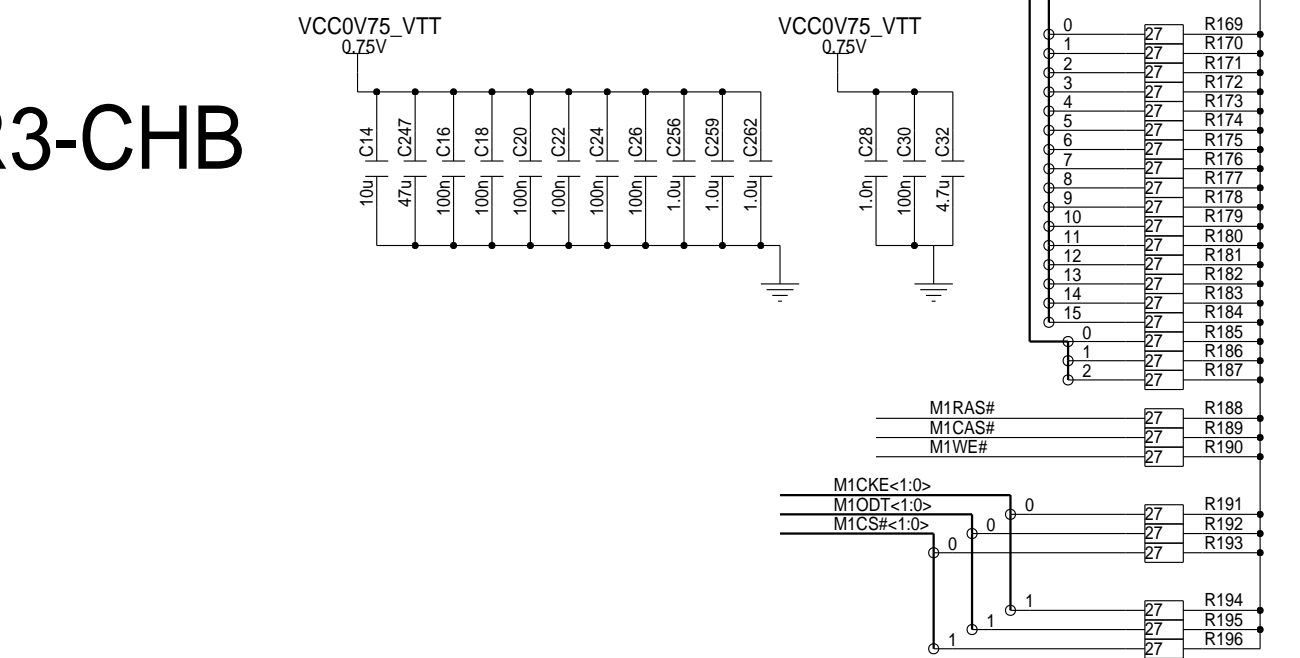 R3-CHB
VCC0V75_VTT
0.75V
C14 C247 C16 C18 C20 C22 C24 C26 C256 C259 C262
10u 47u 100n 100n 100n 100n 100n 100n 1.0u 1.0u 1.0u
VCC0V75_VTT
0.75V
C28 C30 C32
1.0n 100n 4.7u
0 27 R169
1 27 R170
2 27 R171
3 27 R172
4 27 R173
5 27 R174
6 27 R175
7 27 R176
8 27 R177
9 27 R178
10 27 R179
11 27 R180
12 27 R181
13 27 R182
14 27 R183
15 27 R184
0 27 R185
1 27 R186
2 27 R187
M1RAS# 27 R188
M1CAS# 27 R189
M1WE# 27 R190
M1CKE<1:0>
M1ODT<1:0>
M1CS#<1:0>
0 27 R191
0 27 R192
0 27 R193
1 27 R194
1 27 R195
1 27 R196